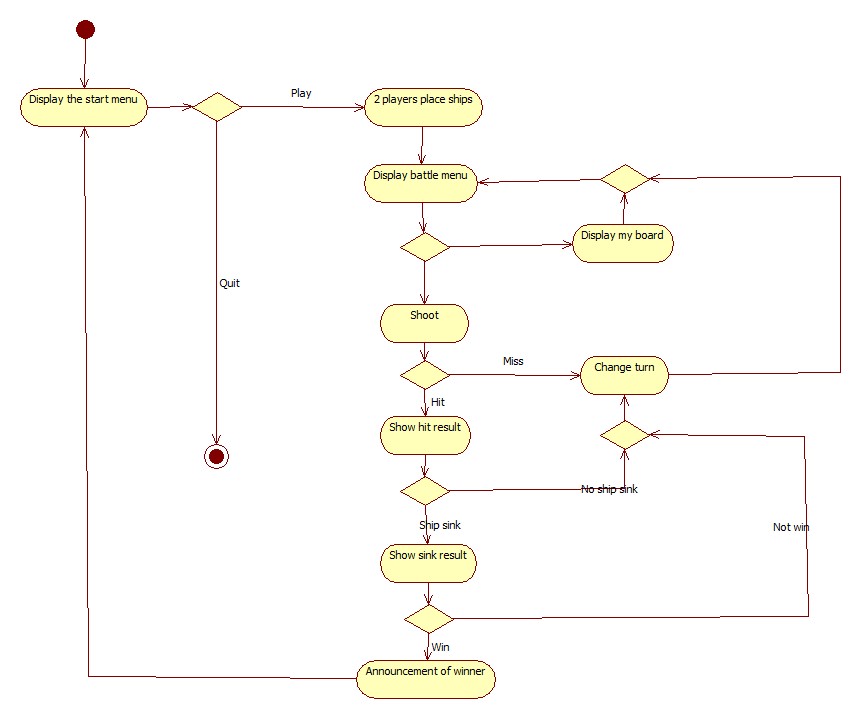 Display the start menu
Play
2 players place ships
Display battle menu
Display my board
Quit
Shoot
Miss
Change turn
Hit
Show hit result
No ship sink
Ship sink
Not win
Show sink result
Win
Announcement of winner